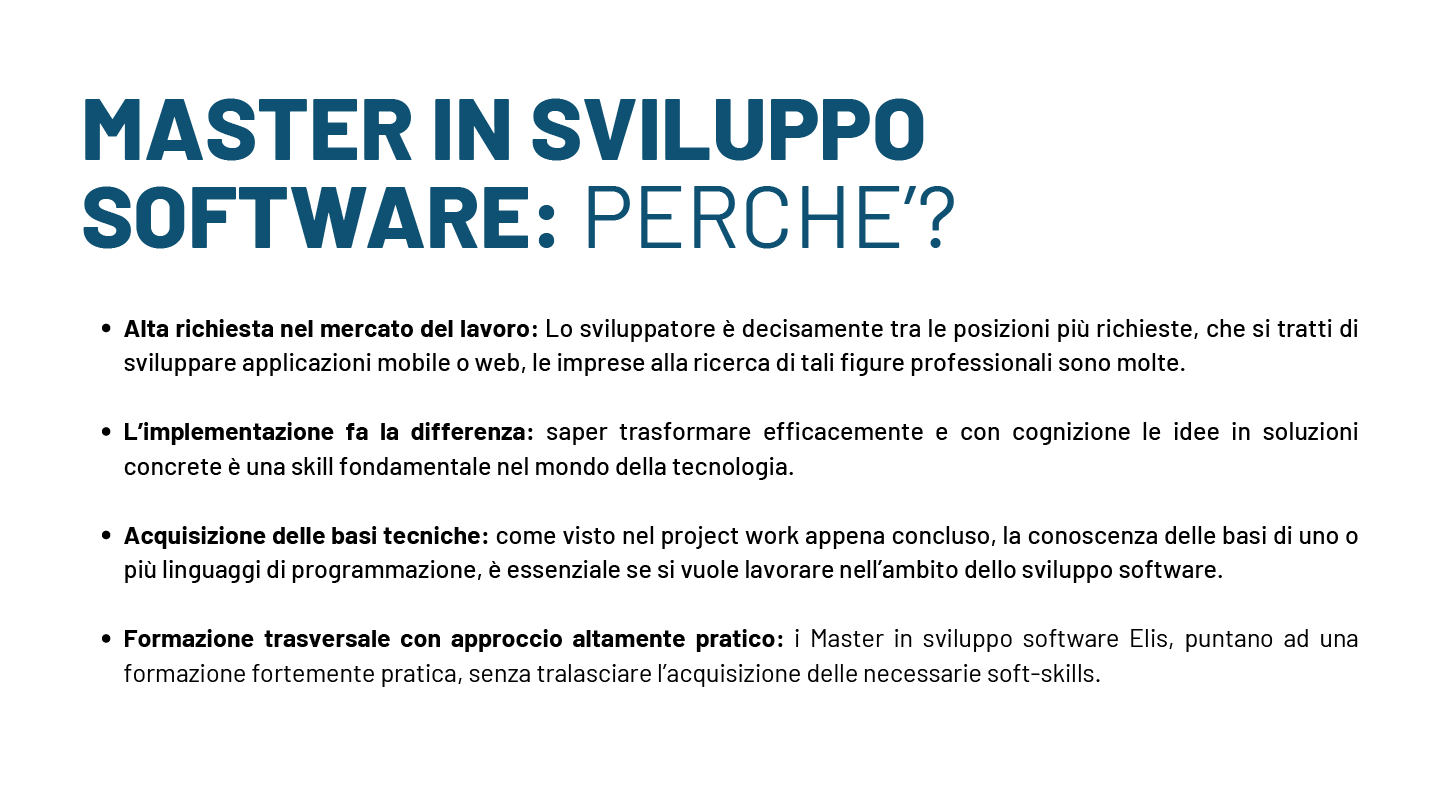 MASTER IN SVILUPPO
SOFTWARE: PERCHE’?
• Alta richiesta nel mercato del lavoro: Lo sviluppatore è decisamente tra le posizioni più richieste, che si tratti di
sviluppare applicazioni mobile o web, le imprese alla ricerca di tali figure professionali sono molte.
• L’implementazione fa la differenza: saper trasformare efficacemente e con cognizione le idee in soluzioni
concrete è una skill fondamentale nel mondo della tecnologia.
• Acquisizione delle basi tecniche: come visto nel project work appena concluso, la conoscenza delle basi di uno o
più linguaggi di programmazione, è essenziale se si vuole lavorare nell’ambito dello sviluppo software.
• Formazione trasversale con approccio altamente pratico: i Master in sviluppo software Elis, puntano ad una
formazione fortemente pratica, senza tralasciare l’acquisizione delle necessarie soft-skills.